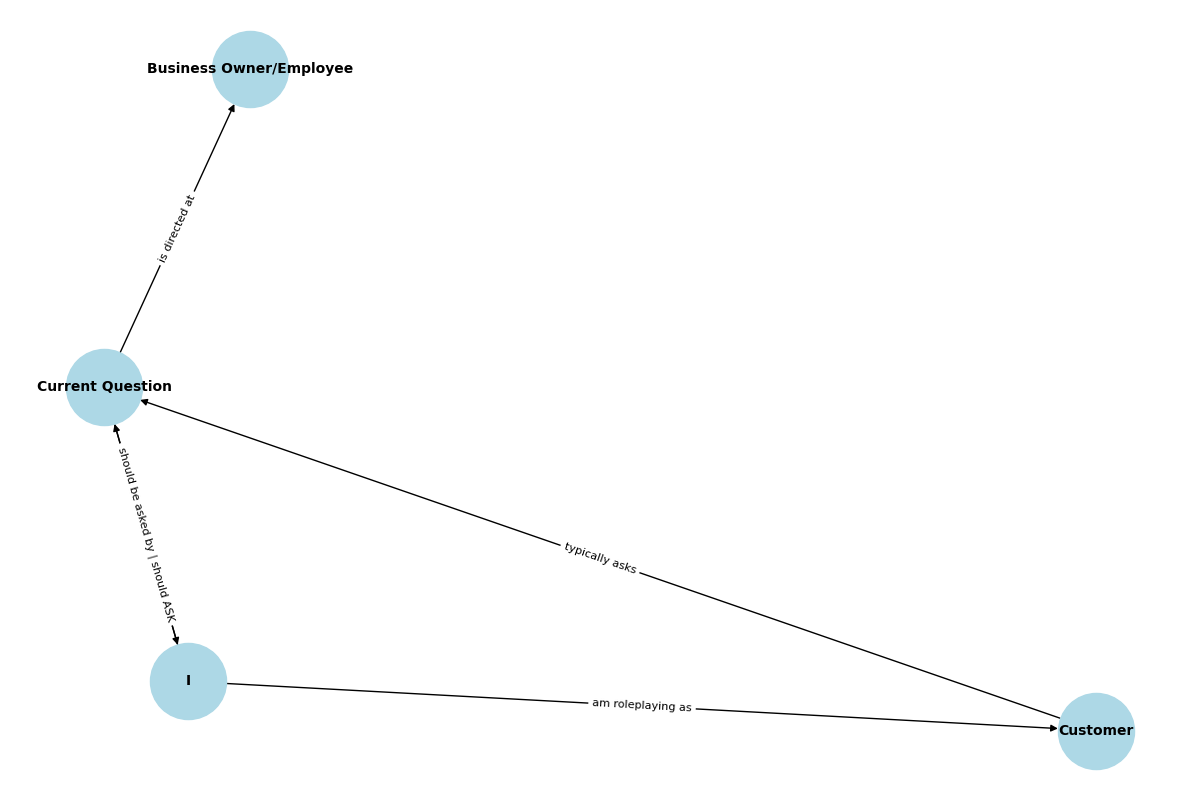 Business Owner/Employee
is directed at
Current Question
should be asked by | should ASK
typically asks
I
am roleplaying as
Customer